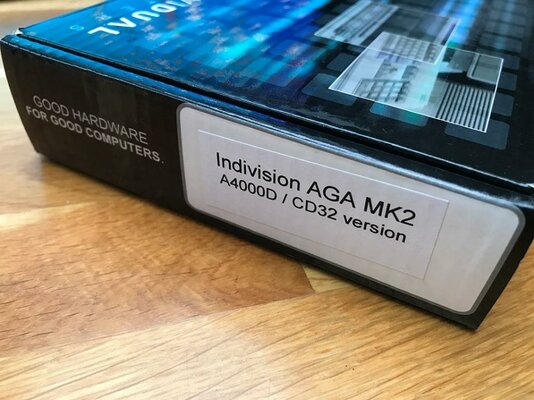 GOOD HARDWARE
FOR GOOD COMPUTERS.
Indivision AGA MK2
A4000D / CD32 version